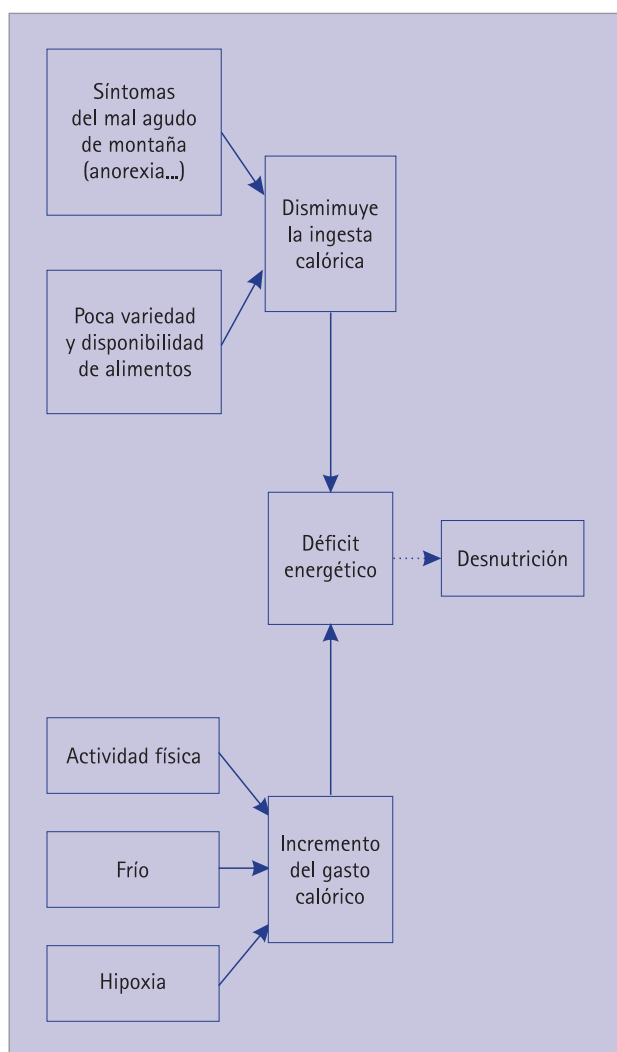 Síntomas
del mal agudo
de montaña
(anorexia...)
Dismimuye
la ingesta
calórica
Poca variedad
y disponibilidad
de alimentos
Déficit
energético
Desnutrición
Actividad física
Incremento
del gasto
calórico
Frío
Hipoxia